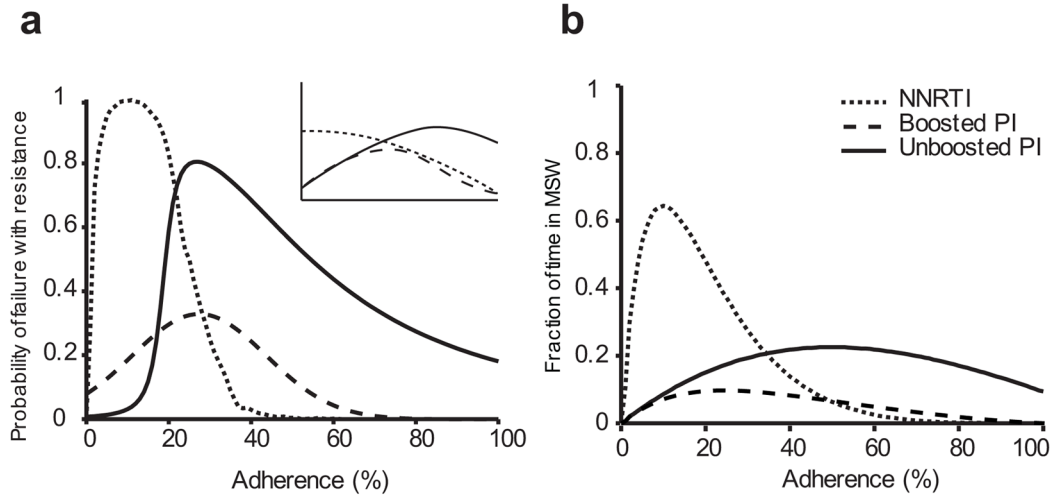 a
Probability of failure with resistance
1
0.8
0.6
0.4
0.2
0
0 20 40 60 80 100
Adherence (%)
b
Fraction of time in MSW
1
0.8
0.6
0.4
0.2
0
0 20 40 60 80 100
Adherence (%)
NNRTI
Boosted PI
Unboosted PI